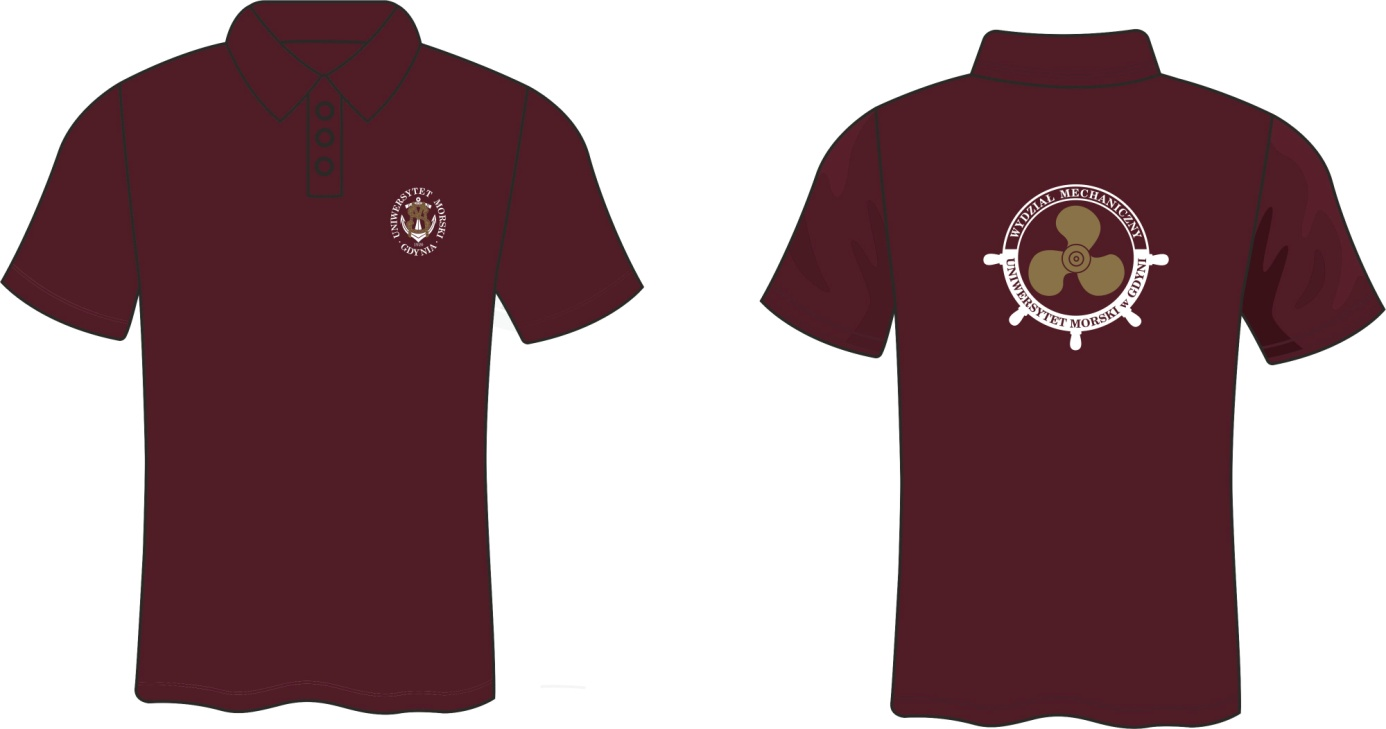 UNIWERSYTET MORSKI
· GDYNIA ·
WYDZIAŁ MECHANICZNY
UNIWERSYTET MORSKI w GDYNI